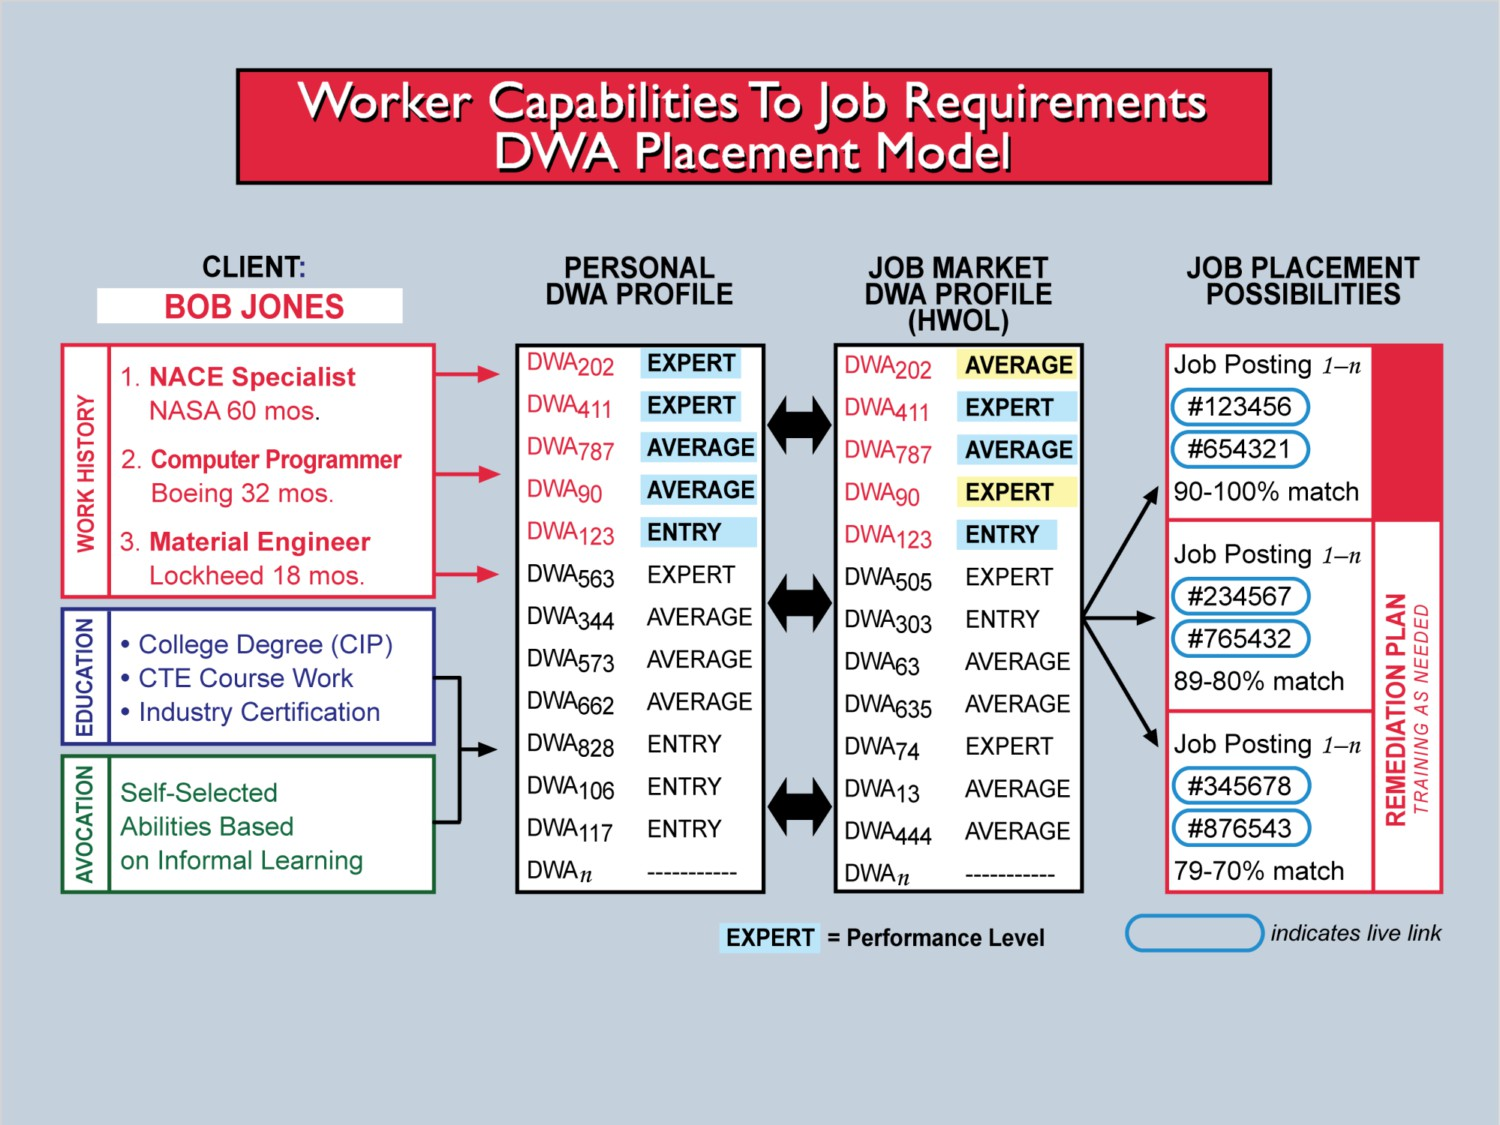 Worker Capabilities To Job Requirements
DWA Placement Model
CLIENT:
BOB JONES
WORK HISTORY
1. NACE Specialist
NASA 60 mos.
2. Computer Programmer
Boeing 32 mos.
3. Material Engineer
Lockheed 18 mos.
EDUCATION
• College Degree (CIP)
• CTE Course Work
• Industry Certification
AVOCATION
Self-Selected
Abilities Based
on Informal Learning
PERSONAL
DWA PROFILE
DWA202 EXPERT
DWA411 EXPERT
DWA787 AVERAGE
DWA90 AVERAGE
DWA123 ENTRY
DWA563 EXPERT
DWA344 AVERAGE
DWA573 AVERAGE
DWA662 AVERAGE
DWA828 ENTRY
DWA106 ENTRY
DWA117 ENTRY
DWAn -----------
JOB MARKET
DWA PROFILE
(HWOL)
DWA202 AVERAGE
DWA411 EXPERT
DWA787 AVERAGE
DWA90 EXPERT
DWA123 ENTRY
DWA505 EXPERT
DWA303 ENTRY
DWA63 AVERAGE
DWA635 AVERAGE
DWA74 EXPERT
DWA13 AVERAGE
DWA444 AVERAGE
DWAn -----------
JOB PLACEMENT
POSSIBILITIES
Job Posting 1–n
#123456
#654321
90-100% match
Job Posting 1–n
#234567
#765432
89-80% match
Job Posting 1–n
#345678
#876543
79-70% match
REMEDIATION PLAN
TRAINING AS NEEDED
EXPERT = Performance Level
indicates live link